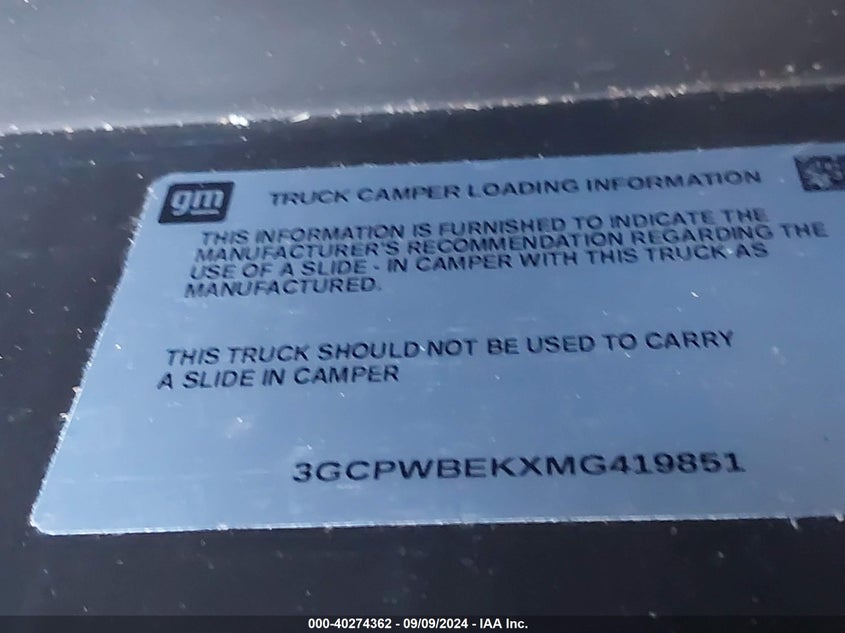 gm
TRUCK CAMPER LOADING INFORMATION
THIS INFORMATION IS FURNISHED TO INDICATE THE
MANUFACTURER'S RECOMMENDATION REGARDING THE
USE OF A SLIDE - IN CAMPER WITH THIS TRUCK AS
MANUFACTURED.
THIS TRUCK SHOULD NOT BE USED TO CARRY
A SLIDE IN CAMPER
3GCPWBEKXMG419851
000-40274362 - 09/09/2024 - IAA Inc.